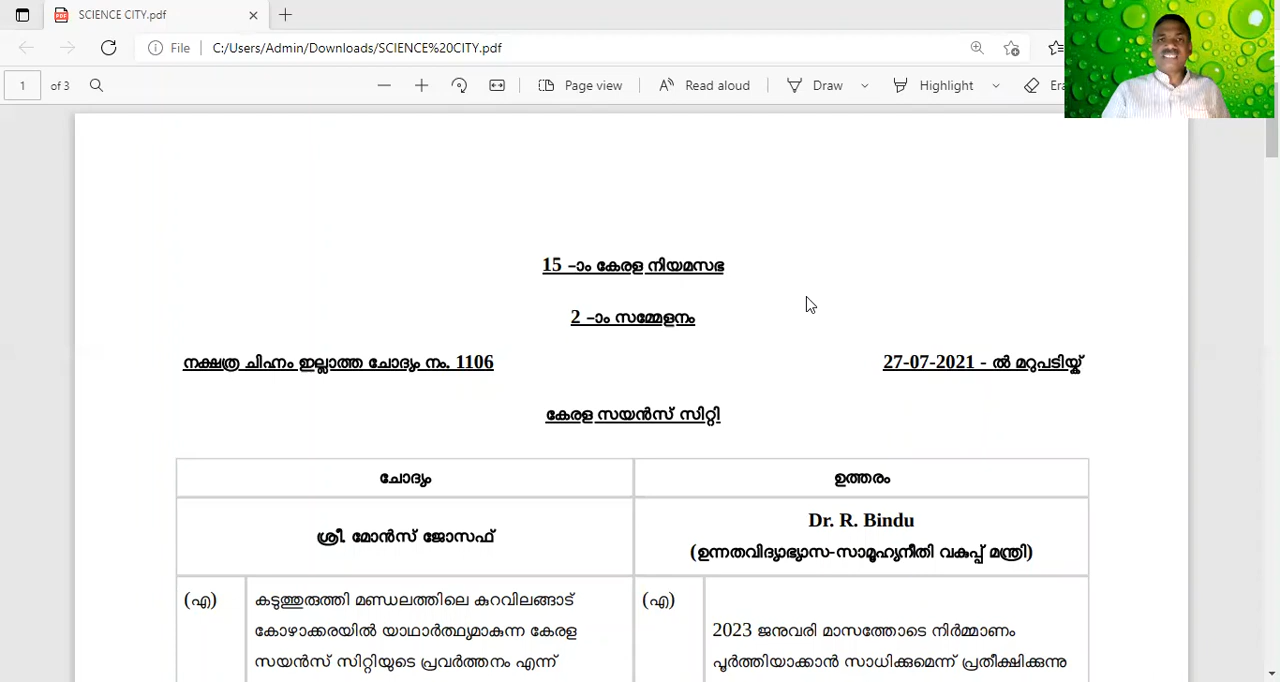 SCIENCE CITY.pdf
File C:/Users/Admin/Downloads/SCIENCE%20CITY.pdf
1 of 3 Page view Read aloud Draw Highlight Era
15 –ാം കേരള നിയമസഭ
2 –ാം സമ്മേളനം
നക്ഷത്ര ചിഹ്നം ഇല്ലാത്ത ചോദ്യം നം. 1106 27-07-2021 - ൽ മറുപടിയ്ക്ക്
കേരള സയൻസ് സിറ്റി
ചോദ്യം ഉത്തരം
ശ്രീ. മോൻസ് ജോസഫ് Dr. R. Bindu
(ഉന്നതവിദ്യാഭ്യാസ-സാമൂഹ്യനീതി വകുപ്പ് മന്ത്രി)
(എ) കടുത്തുരുത്തി മണ്ഡലത്തിലെ കുറവിലങ്ങാട് (എ)
കോഴാക്കരയിൽ യാഥാർത്ഥ്യമാകുന്ന കേരള 2023 ജനുവരി മാസത്തോടെ നിർമ്മാണം
സയൻസ് സിറ്റിയുടെ പ്രവർത്തനം എന്ന് പൂർത്തിയാക്കാൻ സാധിക്കുമെന്ന് പ്രതീക്ഷിക്കുന്നു